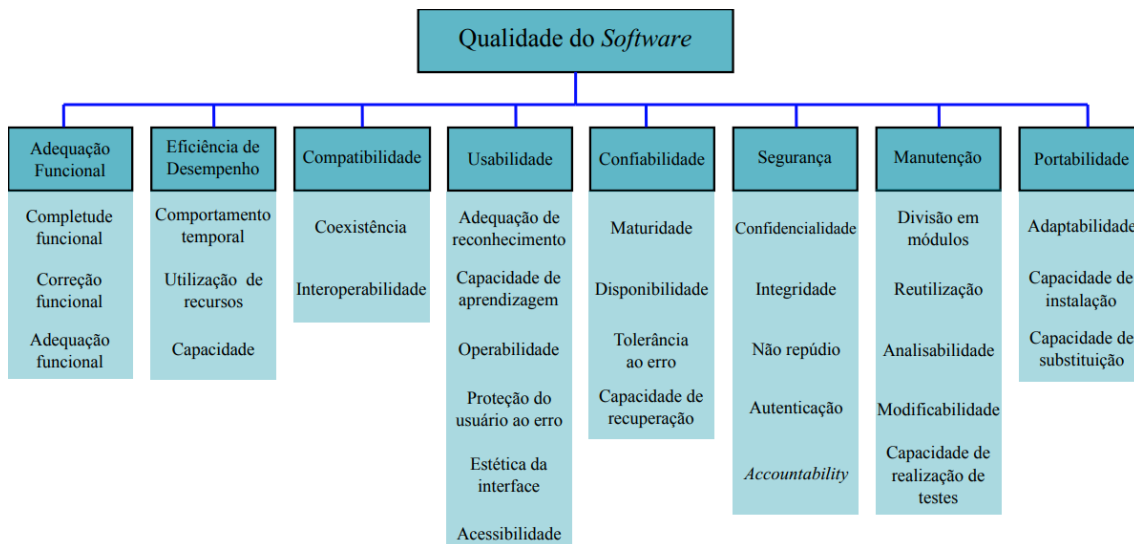 Qualidade do Software
Adequação
Funcional
Completude
funcional
Correção
funcional
Adequação
funcional
Eficiência de
Desempenho
Comportamento
temporal
Utilização de
recursos
Capacidade
Compatibilidade
Coexistência
Interoperabilidade
Usabilidade
Adequação de
reconhecimento
Capacidade de
aprendizagem
Operabilidade
Proteção do
usuário ao erro
Estética da
interface
Acessibilidade
Confiabilidade
Maturidade
Disponibilidade
Tolerância
ao erro
Capacidade de
recuperação
Segurança
Confidencialidade
Integridade
Não repúdio
Autenticação
Accountability
Manutenção
Divisão em
módulos
Reutilização
Analisabilidade
Modificabilidade
Capacidade de
realização de
testes
Portabilidade
Adaptabilidade
Capacidade de
instalação
Capacidade de
substituição